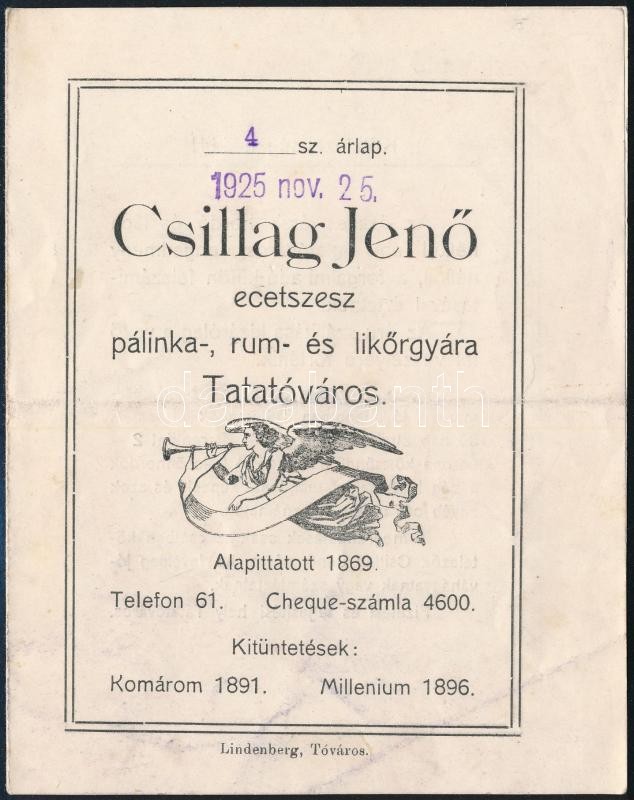 4 sz. árlap.
1925 nov. 25.
Csillag Jenő
ecetszesz
pálinka-, rum- és likőrgyára
Tatatóváros.
darabanth
Alapittatott 1869.
Telefon 61. Cheque-számla 4600.
Kitüntetések:
Komárom 1891. Millenium 1896.
Lindenberg, Tóváros.